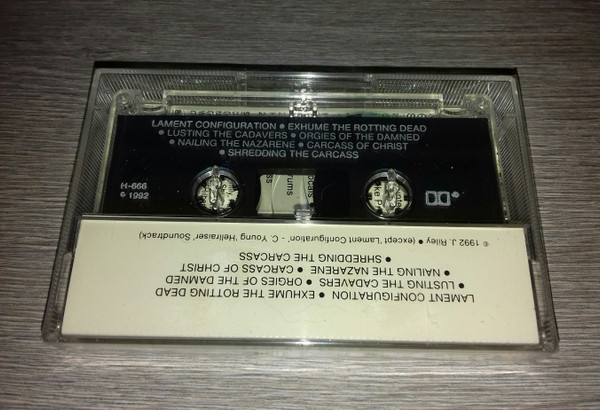 LAMENT CONFIGURATION • EXHUME THE ROTTING DEAD
• LUSTING THE CADAVERS • ORGIES OF THE DAMNED
• NAILING THE NAZARENE • CARCASS OF CHRIST
• SHREDDING THE CARCASS
H-666
© 1992
LAMENT CONFIGURATION • EXHUME THE ROTTING DEAD
• LUSTING THE CADAVERS • ORGIES OF THE DAMNED
• NAILING THE NAZARENE • CARCASS OF CHRIST
• SHREDDING THE CARCASS
℗ 1992 J. Riley • (except 'Lament Configuration' - C. Young 'Hellraiser' Soundtrack)